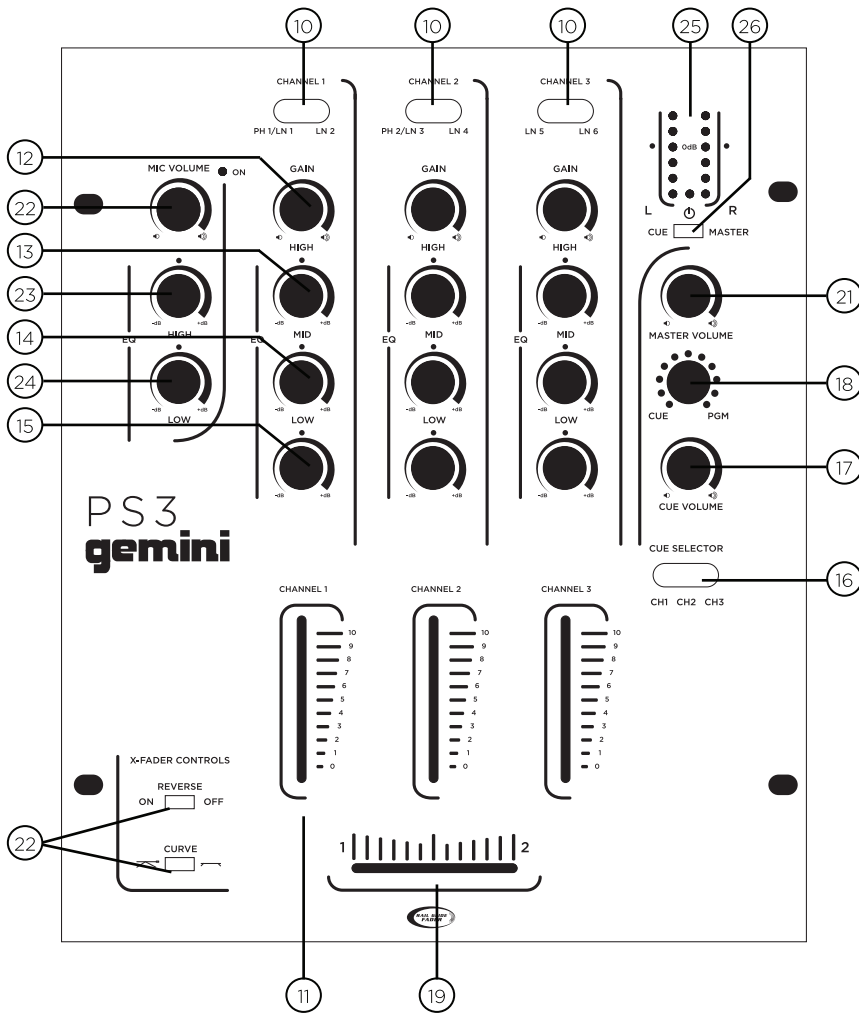 10 10 10 25 26
CHANNEL 1 CHANNEL 2 CHANNEL 3
PH 1/LN 1 LN 2 PH 2/LN 3 LN 4 LN 5 LN 6
0dB
12 MIC VOLUME ON GAIN GAIN GAIN
22 L R
CUE MASTER
13 HIGH HIGH HIGH
23 21
-dB +dB -dB +dB -dB +dB -dB +dB
MASTER VOLUME
14 EQ HIGH EQ MID EQ MID EQ MID
24 18
-dB +dB -dB +dB -dB +dB -dB +dB
CUE PGM
15 LOW LOW LOW LOW
17
-dB +dB -dB +dB -dB +dB
CUE VOLUME
PS3
gemini
CUE SELECTOR
16
CH1 CH2 CH3
CHANNEL 1 CHANNEL 2 CHANNEL 3
10 10 10
9 9 9
8 8 8
7 7 7
6 6 6
5 5 5
4 4 4
3 3 3
2 2 2
1 1 1
0 0 0
X-FADER CONTROLS
REVERSE
ON OFF
22 CURVE
1 2
RAIL GLIDE
FADER
11 19